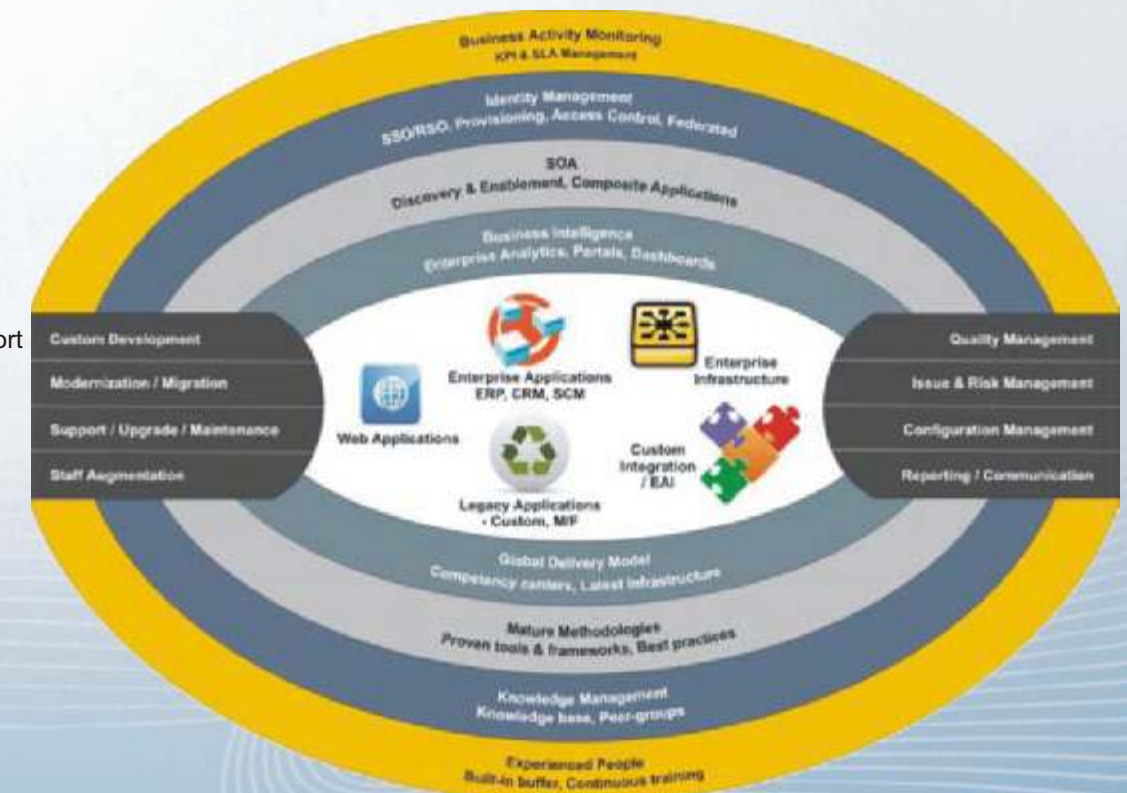 Business Activity Monitoring
KPI & SLA Management
Identity Management
SSO/RSO, Provisioning, Access Control, Federated
SOA
Discovery & Enablement, Composite Applications
Business Intelligence
Enterprise Analytics, Portals, Dashboards
ort
Custom Development
Modernization / Migration
Support / Upgrade / Maintenance
Staff Augmentation
Web Applications
Enterprise Applications
ERP, CRM, SCM
Enterprise
Infrastructure
Legacy Applications
- Custom, M/F
Custom
Integration
/ EAI
Quality Management
Issue & Risk Management
Configuration Management
Reporting / Communication
Global Delivery Model
Competency centers, Latest infrastructure
Mature Methodologies
Proven tools & frameworks, Best practices
Knowledge Management
Knowledge base, Peer-groups
Experienced People
Built-in buffer, Continuous training